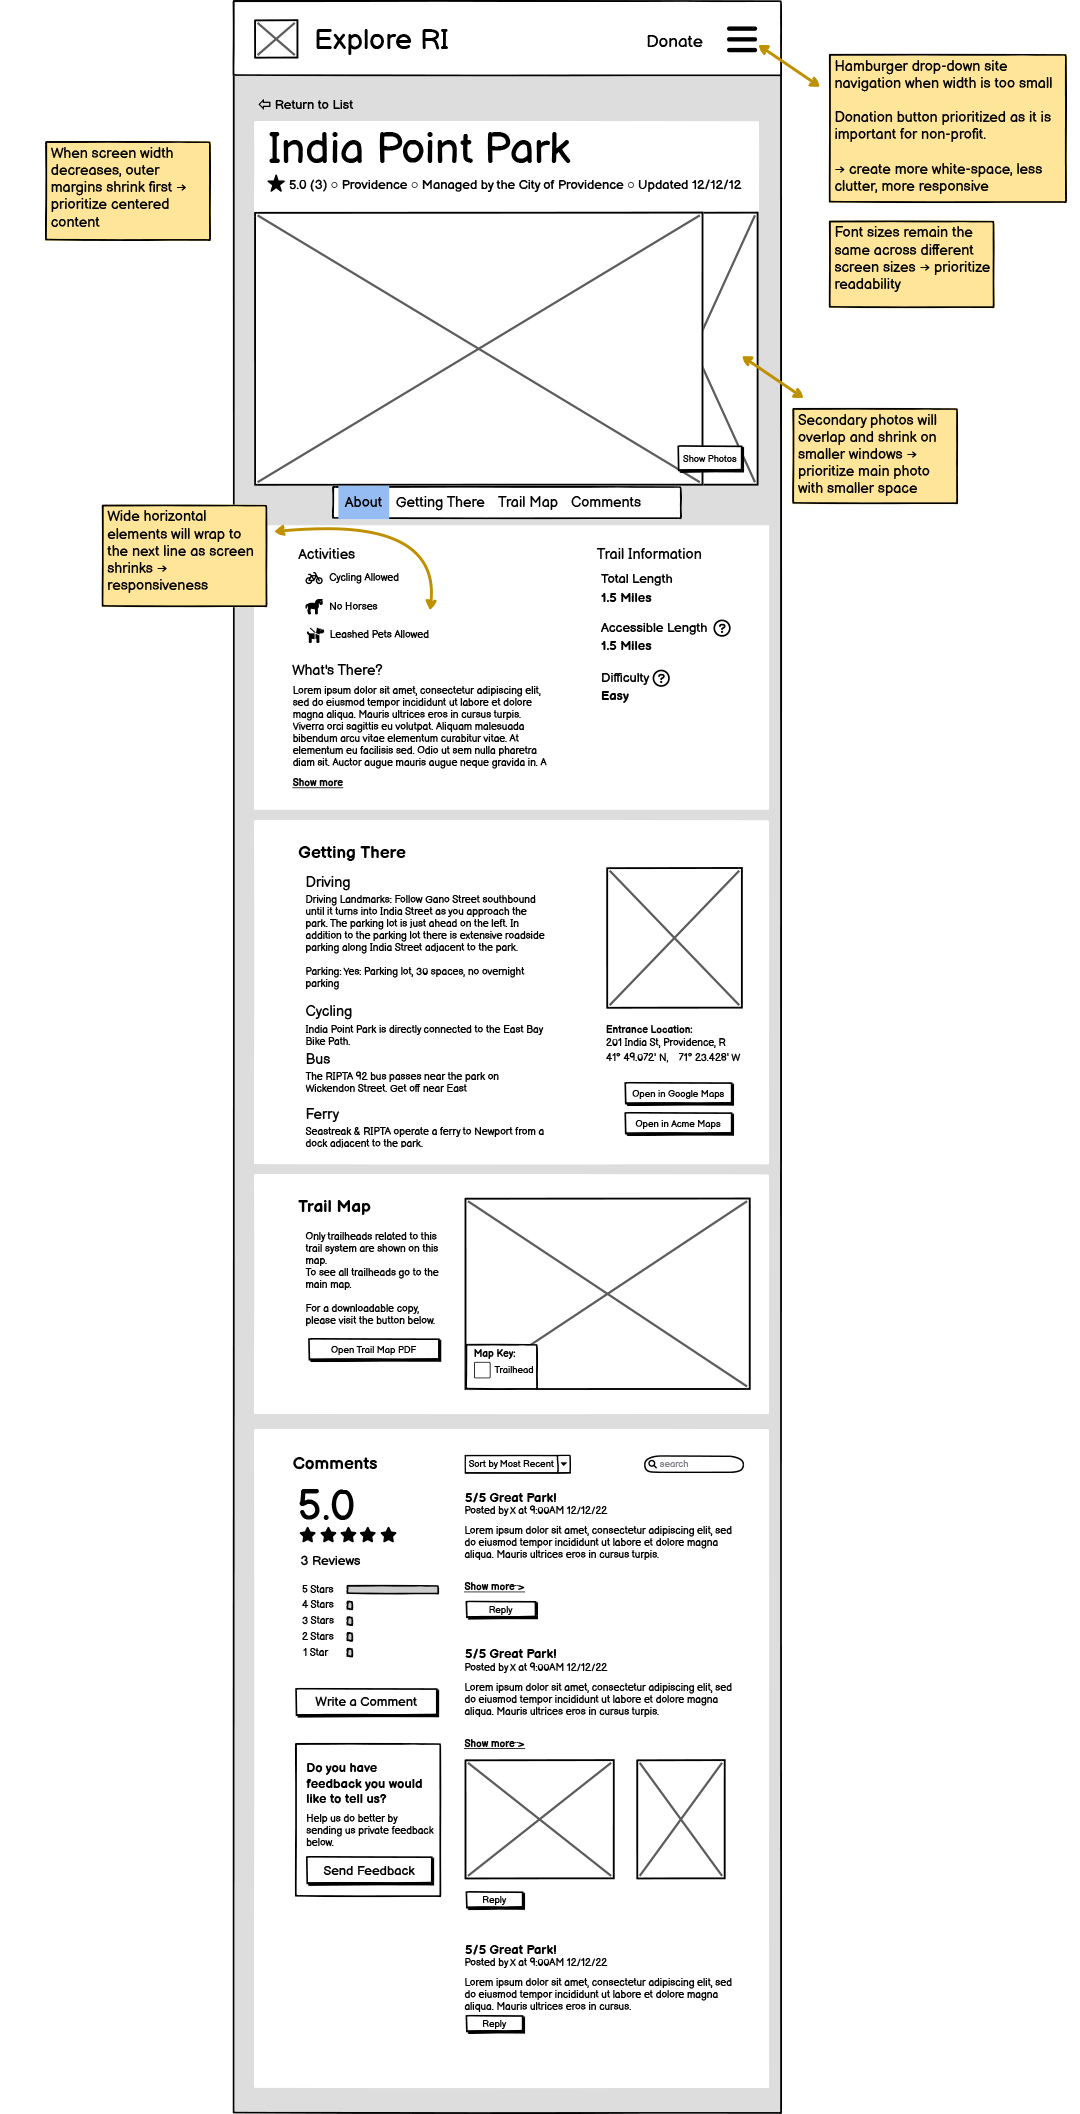 Explore RI
Donate
Hamburger drop-down site
navigation when width is too small
Donation button prioritized as it is
important for non-profit.
→ create more white-space, less
clutter, more responsive
Return to List
India Point Park
5.0 (3) ○ Providence ○ Managed by the City of Providence ○ Updated 12/12/12
When screen width
decreases, outer
margins shrink first →
prioritize centered
content
Font sizes remain the
same across different
screen sizes → prioritize
readability
Show Photos
Secondary photos will
overlap and shrink on
smaller windows →
prioritize main photo
with smaller space
About Getting There Trail Map Comments
Wide horizontal
elements will wrap to
the next line as screen
shrinks →
responsiveness
Activities
Cycling Allowed
No Horses
Leashed Pets Allowed
What's There?
Lorem ipsum dolor sit amet, consectetur adipiscing elit,
sed do eiusmod tempor incididunt ut labore et dolore
magna aliqua. Mauris ultrices eros in cursus turpis.
Viverra orci sagittis eu volutpat. Aliquam malesuada
bibendum arcu vitae elementum curabitur vitae. At
elementum eu facilisis sed. Odio ut sem nulla pharetra
diam sit. Auctor augue mauris augue neque gravida in. A
Show more
Trail Information
Total Length
1.5 Miles
Accessible Length ?
1.5 Miles
Difficulty ?
Easy
Getting There
Driving
Driving Landmarks: Follow Gano Street southbound
until it turns into India Street as you approach the
park. The parking lot is just ahead on the left. In
addition to the parking lot there is extensive roadside
parking along India Street adjacent to the park.
Parking: Yes: Parking lot, 30 spaces, no overnight
parking
Cycling
India Point Park is directly connected to the East Bay
Bike Path.
Bus
The RIPTA 92 bus passes near the park on
Wickendon Street. Get off near East
Ferry
Seastreak & RIPTA operate a ferry to Newport from a
dock adjacent to the park.
Entrance Location:
201 India St, Providence, R
41° 49.072' N, 71° 23.428' W
Open in Google Maps
Open in Acme Maps
Trail Map
Only trailheads related to this
trail system are shown on this
map.
To see all trailheads go to the
main map.
For a downloadable copy,
please visit the button below.
Open Trail Map PDF
Map Key:
Trailhead
Comments
5.0
3 Reviews
5 Stars
4 Stars
3 Stars
2 Stars
1 Star
Write a Comment
Do you have
feedback you would
like to tell us?
Help us do better by
sending us private feedback
below.
Send Feedback
Sort by Most Recent
search
5/5 Great Park!
Posted by X at 9:00AM 12/12/22
Lorem ipsum dolor sit amet, consectetur adipiscing elit, sed
do eiusmod tempor incididunt ut labore et dolore magna
aliqua. Mauris ultrices eros in cursus turpis.
Show more >
Reply
5/5 Great Park!
Posted by X at 9:00AM 12/12/22
Lorem ipsum dolor sit amet, consectetur adipiscing elit, sed
do eiusmod tempor incididunt ut labore et dolore magna
aliqua. Mauris ultrices eros in cursus turpis.
Show more >
Reply
5/5 Great Park!
Posted by X at 9:00AM 12/12/22
Lorem ipsum dolor sit amet, consectetur adipiscing elit, sed
do eiusmod tempor incididunt ut labore et dolore magna
aliqua. Mauris ultrices eros in cursus.
Reply